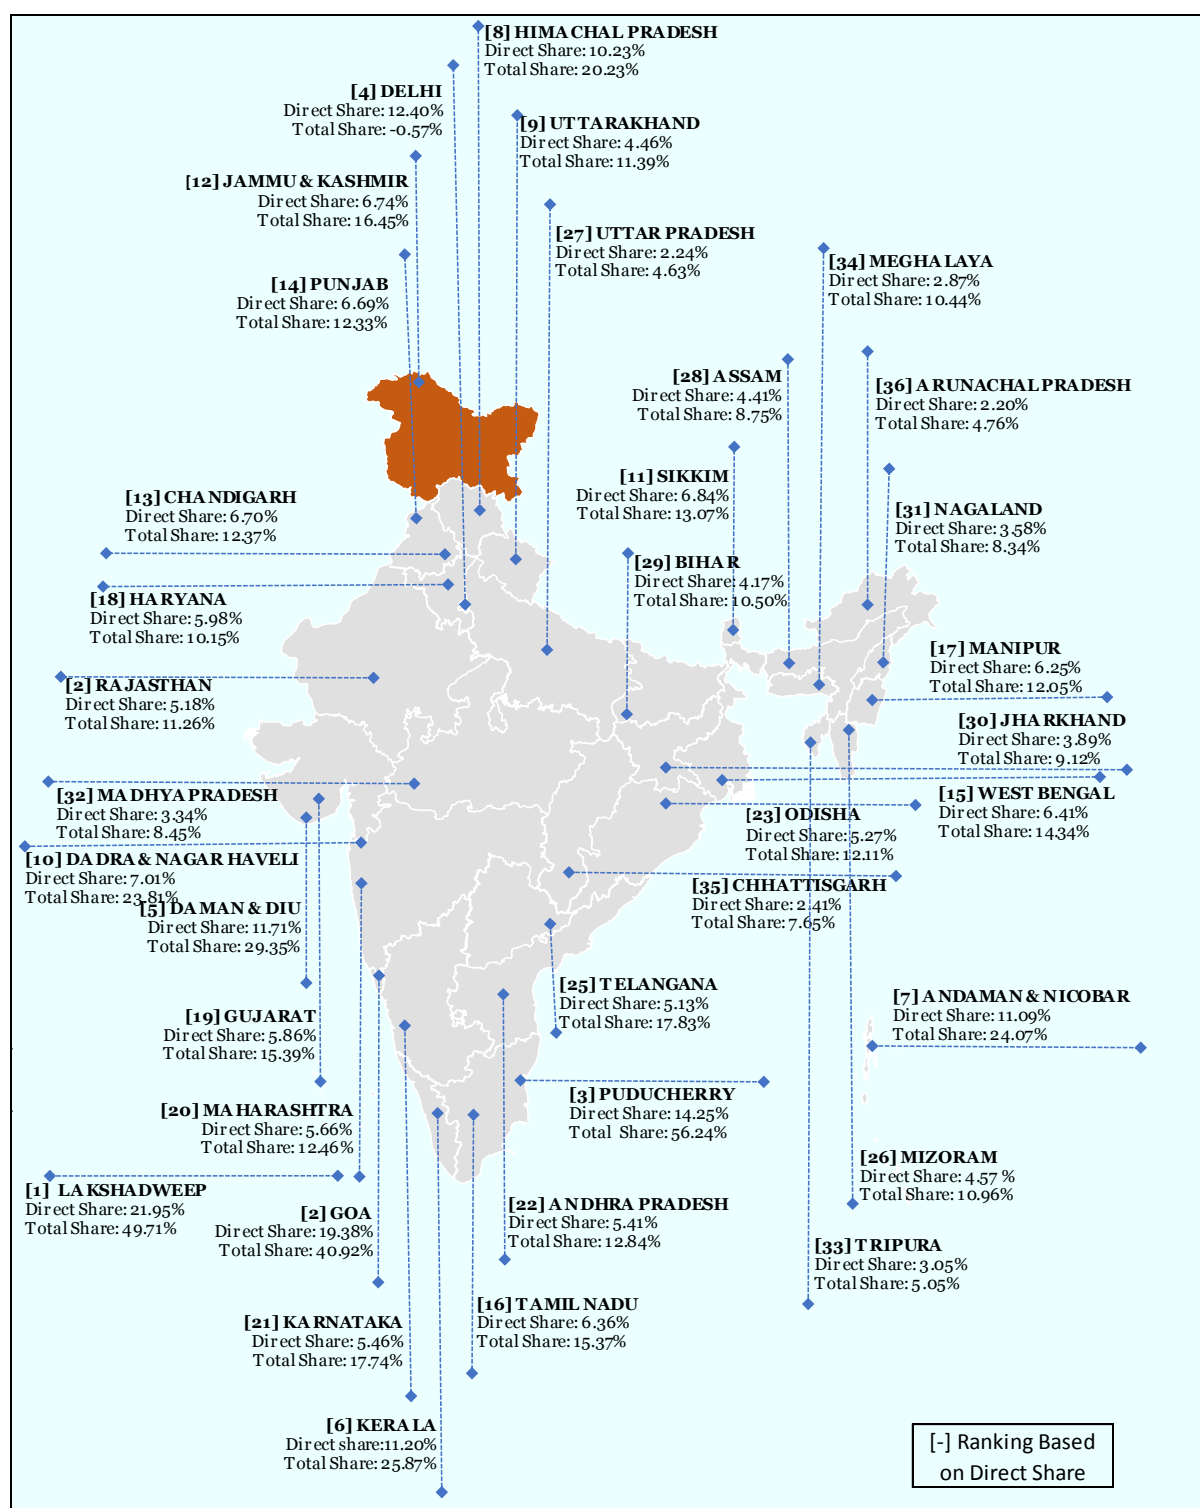 [8] HIMACHAL PRADESH
Direct Share: 10.23%
Total Share: 20.23%
[4] DELHI
Direct Share: 12.40%
Total Share: -0.57%
[9] UTTARAKHAND
Direct Share: 4.46%
Total Share: 11.39%
[12] JAMMU & KASHMIR
Direct Share: 6.74%
Total Share: 16.45%
[27] UTTAR PRADESH
Direct Share: 2.24%
Total Share: 4.63%
[34] MEGHALAYA
Direct Share: 2.87%
Total Share: 10.44%
[14] PUNJAB
Direct Share: 6.69%
Total Share: 12.33%
[28] ASSAM
Direct Share: 4.41%
Total Share: 8.75%
[36] ARUNACHAL PRADESH
Direct Share: 2.20%
Total Share: 4.76%
[11] SIKKIM
Direct Share: 6.84%
Total Share: 13.07%
[13] CHANDIGARH
Direct Share: 6.70%
Total Share: 12.37%
[31] NAGALAND
Direct Share: 3.58%
Total Share: 8.34%
[29] BIHAR
Direct Share: 4.17%
Total Share: 10.50%
[18] HARYANA
Direct Share: 5.98%
Total Share: 10.15%
[17] MANIPUR
Direct Share: 6.25%
Total Share: 12.05%
[2] RAJASTHAN
Direct Share: 5.18%
Total Share: 11.26%
[30] JHARKHAND
Direct Share: 3.89%
Total Share: 9.12%
[32] MADHYA PRADESH
Direct Share: 3.34%
Total Share: 8.45%
[15] WEST BENGAL
Direct Share: 6.41%
Total Share: 14.34%
[23] ODISHA
Direct Share: 5.27%
Total Share: 12.11%
[10] DADRA & NAGAR HAVELI
Direct Share: 7.01%
Total Share: 23.81%
[35] CHHATTISGARH
Direct Share: 2.41%
Total Share: 7.65%
[5] DAMAN & DIU
Direct Share: 11.71%
Total Share: 29.35%
[25] TELANGANA
Direct Share: 5.13%
Total Share: 17.83%
[7] ANDAMAN & NICOBAR
Direct Share: 11.09%
Total Share: 24.07%
[19] GUJARAT
Direct Share: 5.86%
Total Share: 15.39%
[3] PUDUCHERRY
Direct Share: 14.25%
Total Share: 56.24%
[20] MAHARASHTRA
Direct Share: 5.66%
Total Share: 12.46%
[26] MIZORAM
Direct Share: 4.57 %
Total Share: 10.96%
[1] LAKSHADWEEP
Direct Share: 21.95%
Total Share: 49.71%
[2] GOA
Direct Share: 19.38%
Total Share: 40.92%
[22] ANDHRA PRADESH
Direct Share: 5.41%
Total Share: 12.84%
[33] TRIPURA
Direct Share: 3.05%
Total Share: 5.05%
[16] TAMIL NADU
Direct Share: 6.36%
Total Share: 15.37%
[21] KARNATAKA
Direct Share: 5.46%
Total Share: 17.74%
[6] KERALA
Direct share:11.20%
Total Share: 25.87%
[-] Ranking Based
on Direct Share